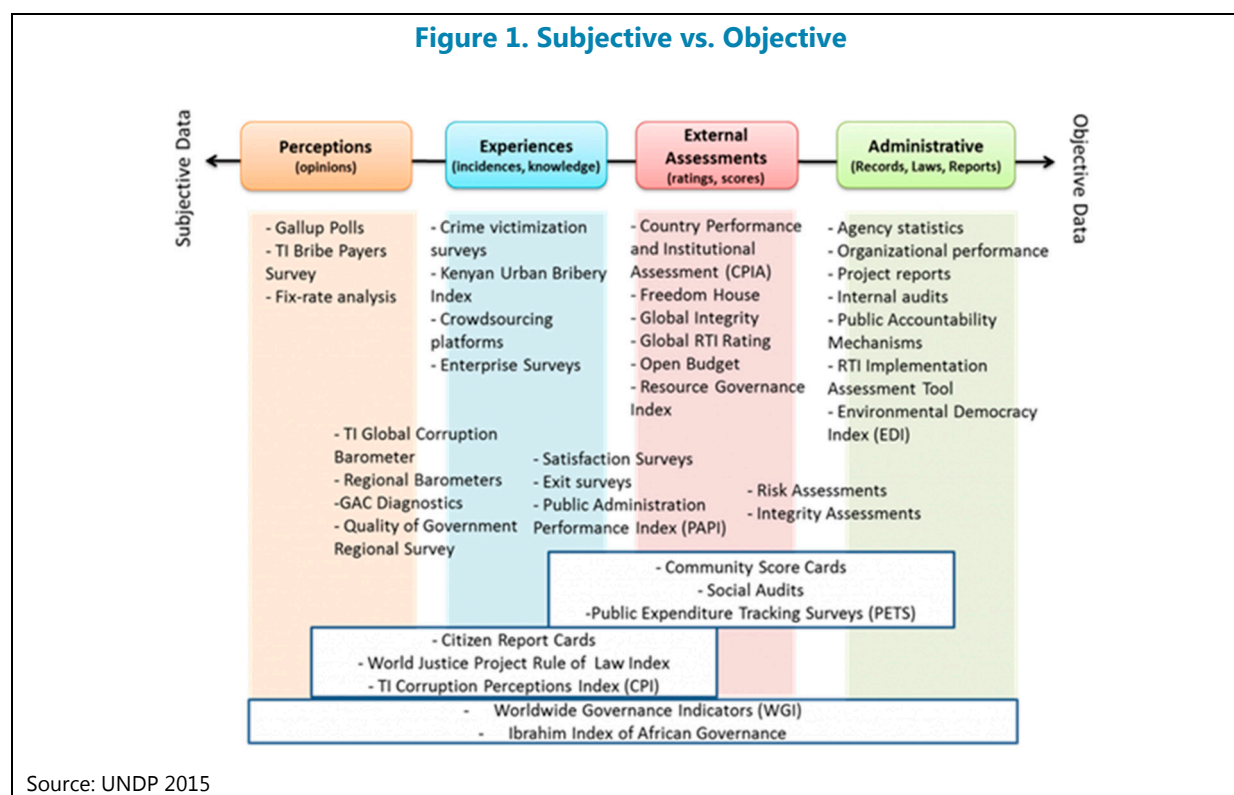 Figure 1. Subjective vs. Objective
Subjective Data
Perceptions
(opinions)
Experiences
(incidences, knowledge)
External
Assessments
(ratings, scores)
Administrative
(Records, Laws, Reports)
Objective Data
- Gallup Polls
- TI Bribe Payers
Survey
- Fix-rate analysis
- Crime victimization
surveys
- Kenyan Urban Bribery
Index
- Crowdsourcing
platforms
- Enterprise Surveys
- Country Performance
and Institutional
Assessment (CPIA)
- Freedom House
- Global Integrity
- Global RTI Rating
- Open Budget
- Resource Governance
Index
- Agency statistics
- Organizational performance
- Project reports
- Internal audits
- Public Accountability
Mechanisms
- RTI Implementation
Assessment Tool
- Environmental Democracy
Index (EDI)
- TI Global Corruption
Barometer
- Regional Barometers
-GAC Diagnostics
- Quality of Government
Regional Survey
- Satisfaction Surveys
- Exit surveys
- Public Administration
Performance Index (PAPI)
- Risk Assessments
- Integrity Assessments
- Community Score Cards
- Social Audits
-Public Expenditure Tracking Surveys (PETS)
- Citizen Report Cards
- World Justice Project Rule of Law Index
- TI Corruption Perceptions Index (CPI)
- Worldwide Governance Indicators (WGI)
- Ibrahim Index of African Governance
Source: UNDP 2015